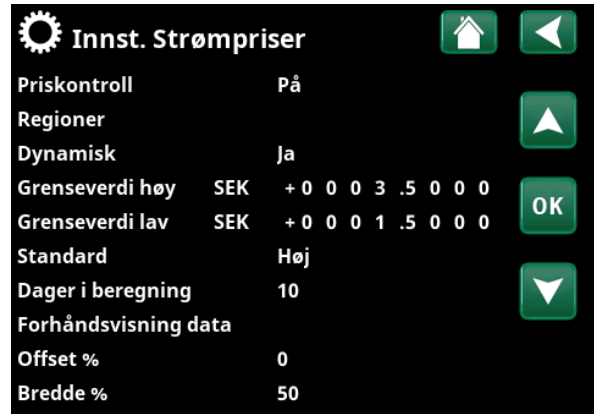 Innst. Strømpriser
Priskontroll På
Regioner
Dynamisk Ja
Grenseverdi høy SEK +0 0 0 3 .5 0 0 0
OK
Grenseverdi lav SEK +0 0 0 1 .5 0 0 0
Standard Høj
Dager i beregning 10
Forhåndsvisning data
Offset % 0
Bredde % 50